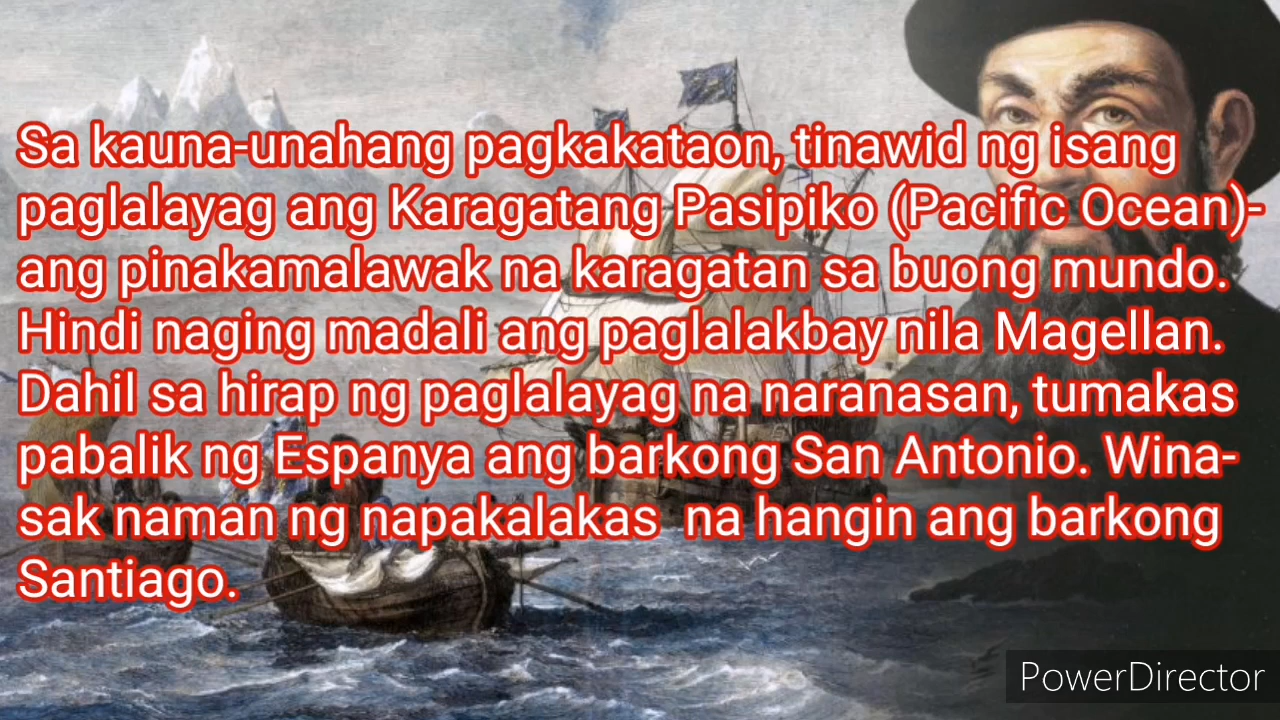 Sa kauna-unahang pagkakataon, tinawid ng isang
paglalayag ang Karagatang Pasipiko (Pacific Ocean)-
ang pinakamalawak na karagatan sa buong mundo.
Hindi naging madali ang paglalakbay nila Magellan.
Dahil sa hirap ng paglalayag na naranasan, tumakas
pabalik ng Espanya ang barkong San Antonio. Wina-
sak naman ng napakalakas  na hangin ang barkong
Santiago.
PowerDirector